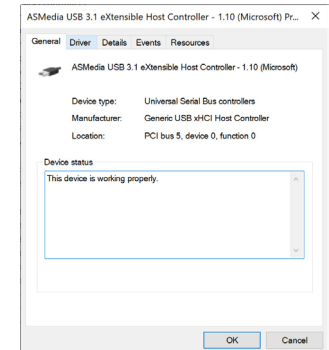 ASMedia USB 3.1 eXtensible Host Controller - 1.10 (Microsoft) Pr...
General Driver Details Events Resources
ASMedia USB 3.1 eXtensible Host Controller - 1.10 (Microsoft)
Device type: Universal Serial Bus controllers
Manufacturer: Generic USB xHCI Host Controller
Location: PCI bus 5, device 0, function 0
Device status
This device is working properly.
OK Cancel